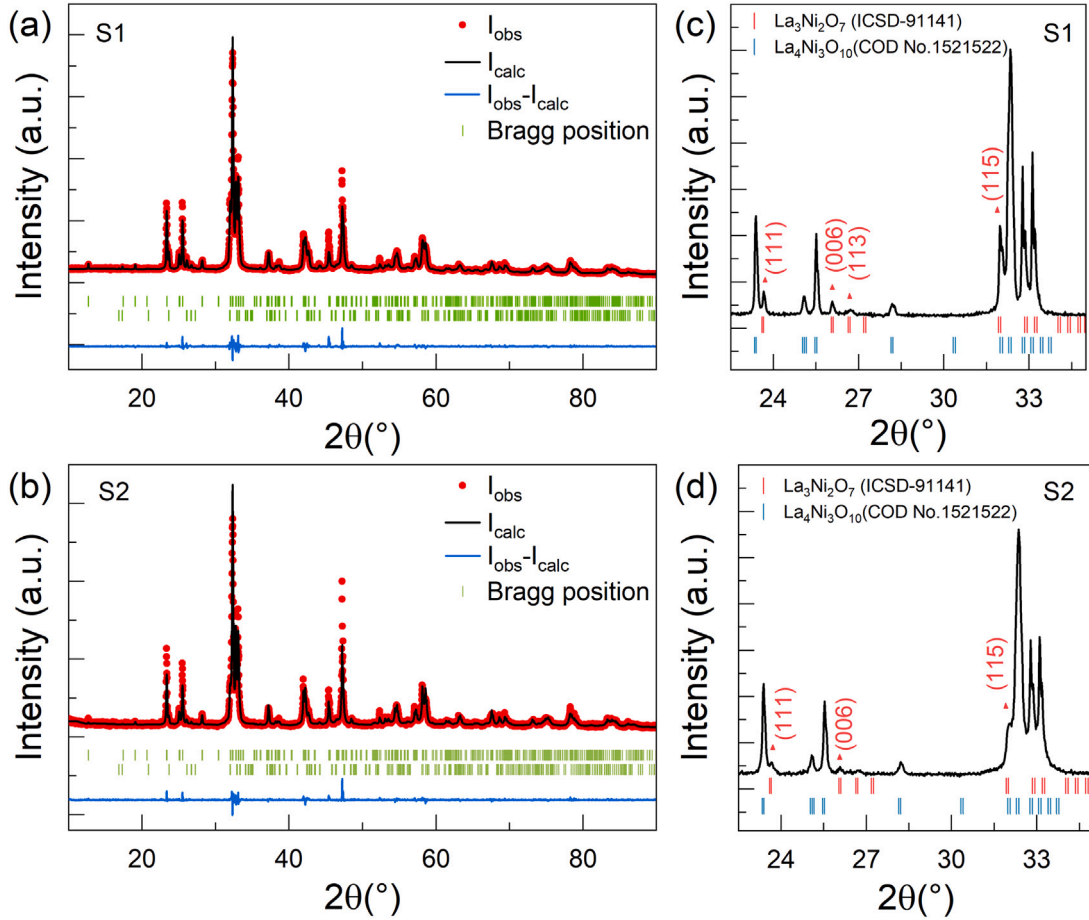 (a)
S1
I_obs
I_calc
I_obs-I_calc
Bragg position
Intensity (a.u.)
20
40
60
80
2θ(°)
(c)
La₃Ni₂O₇ (ICSD-91141)
S1
La₄Ni₃O₁₀(COD No.1521522)
(111)
(006)
(113)
(115)
Intensity (a.u.)
24
27
30
33
2θ(°)
(b)
S2
I_obs
I_calc
I_obs-I_calc
Bragg position
Intensity (a.u.)
20
40
60
80
2θ(°)
(d)
La₃Ni₂O₇ (ICSD-91141)
S2
La₄Ni₃O₁₀(COD No.1521522)
(111)
(006)
(115)
Intensity (a.u.)
24
27
30
33
2θ(°)